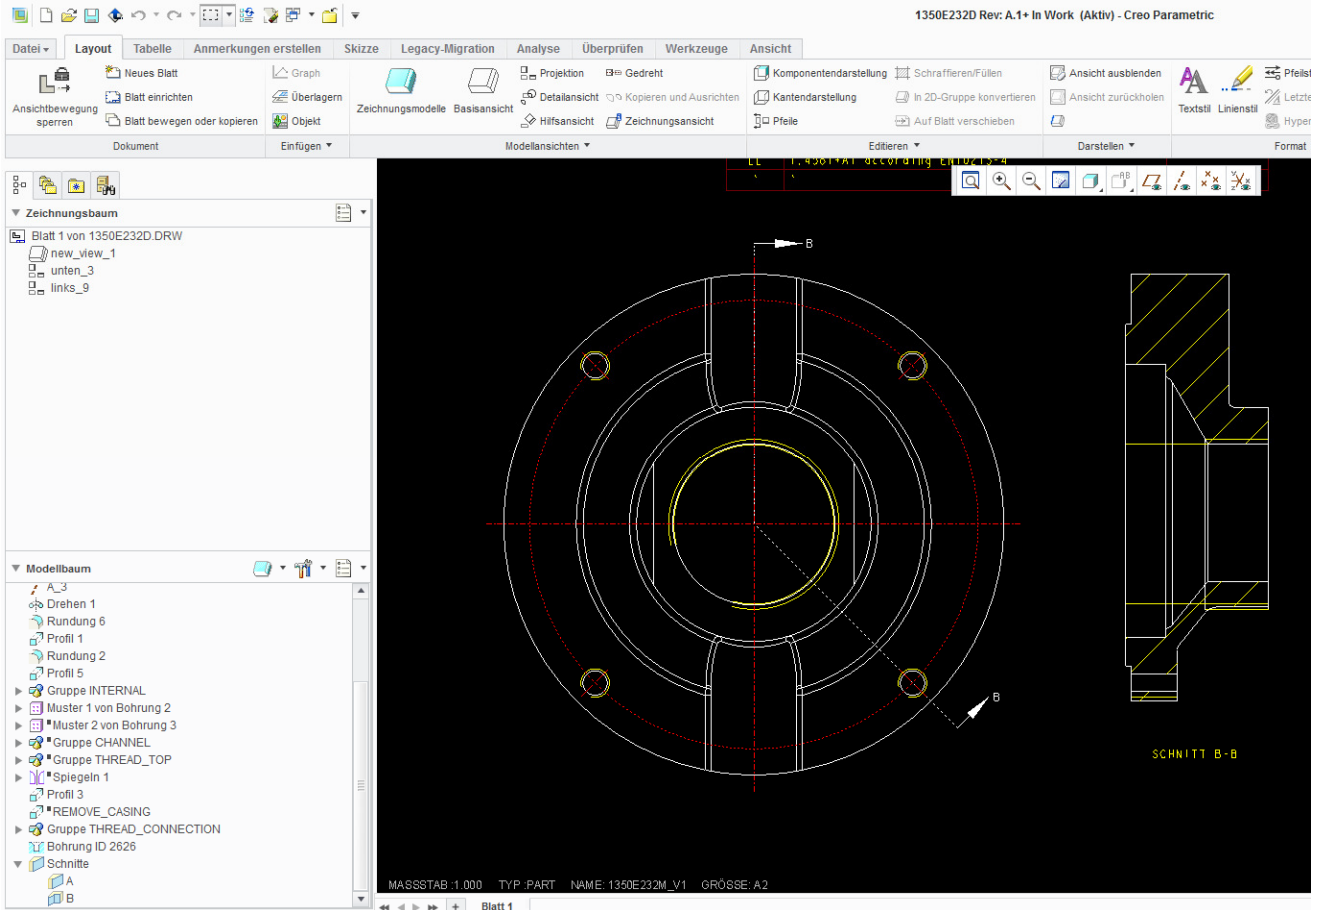 1350E232D Rev: A.1+ In Work (Aktiv) - Creo Parametric
Datei Layout Tabelle Anmerkungen erstellen Skizze Legacy-Migration Analyse Überprüfen Werkzeuge Ansicht
Ansichtbewegung sperren
Neues Blatt
Blatt einrichten
Blatt bewegen oder kopieren
Dokument
Graph
Überlagern
Objekt
Einfügen
Zeichnungsmodelle
Basisansicht
Projektion
Detailansicht
Hilfsansicht
Gedreht
Kopieren und Ausrichten
Zeichnungsansicht
Modellansichten
Komponentendarstellung
Kantendarstellung
Pfeile
Schraffieren/Füllen
In 2D-Gruppe konvertieren
Auf Blatt verschieben
Editieren
Ansicht ausblenden
Ansicht zurückholen
Darstellen
Textstil
Linienstil
Pfeilst
Letzte
Hyper
Format
Zeichnungsbaum
Blatt 1 von 1350E232D.DRW
new_view_1
unten_3
links_9
Modellbaum
A_3
Drehen 1
Rundung 6
Profil 1
Rundung 2
Profil 5
Gruppe INTERNAL
Muster 1 von Bohrung 2
Muster 2 von Bohrung 3
Gruppe CHANNEL
Gruppe THREAD_TOP
Spiegeln 1
Profil 3
REMOVE_CASING
Gruppe THREAD_CONNECTION
Bohrung ID 2626
Schnitte
A
B
B
B
SCHNITT B-B
MASSSTAB :1.000 TYP :PART NAME: 1350E232M_V1 GRÖSSE: A2
Blatt 1